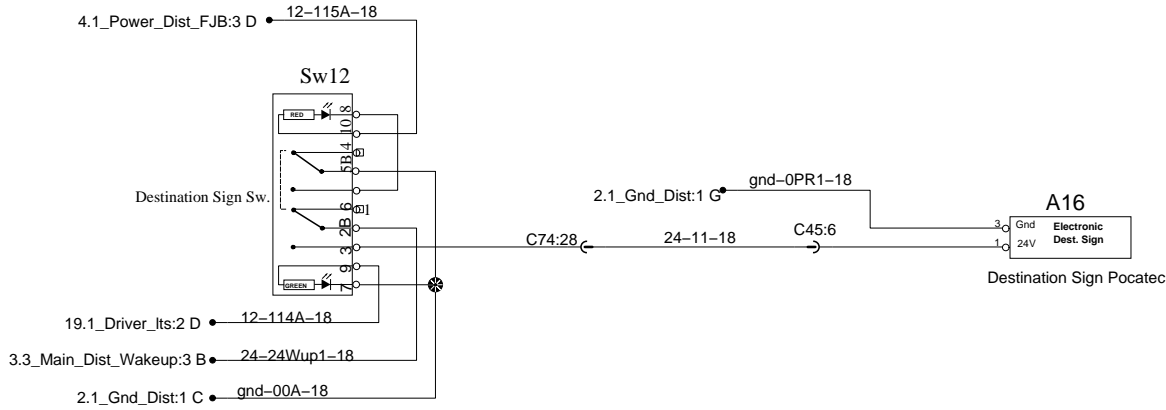 12-115A-18
4.1_Power_Dist_FJB:3 D
Sw12
RED
8
10
4
5B
Destination Sign Sw.
6
1
2B
3
9
GREEN
7
2.1_Gnd_Dist:1 G
gnd-0PR1-18
A16
3
Gnd
Electronic
Dest. Sign
1
24V
C74:28
24-11-18
C45:6
Destination Sign Pocatec
19.1_Driver_lts:2 D
12-114A-18
3.3_Main_Dist_Wakeup:3 B
24-24Wup1-18
2.1_Gnd_Dist:1 C
gnd-00A-18